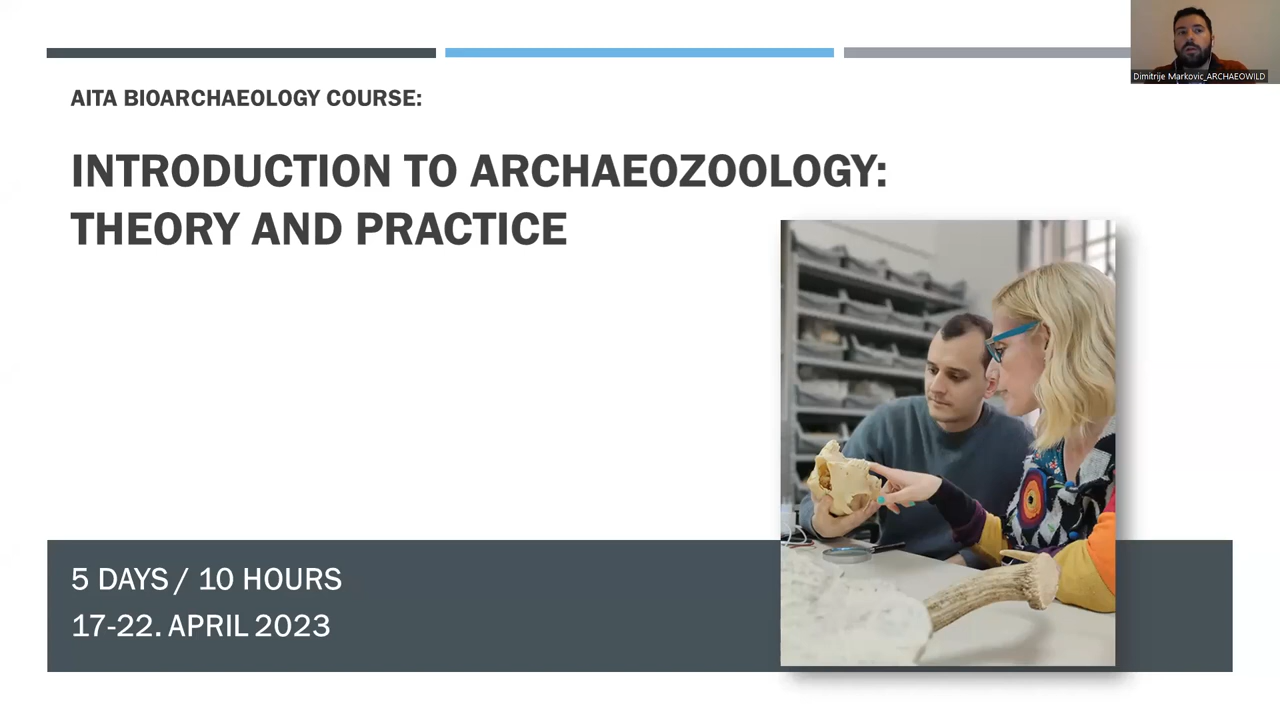 AITA BIOARCHAEOLOGY COURSE:
INTRODUCTION TO ARCHAEOZOOLOGY:
THEORY AND PRACTICE
5 DAYS / 10 HOURS
17-22. APRIL 2023
Dimitrije Markovic_ARCHAEOWILD